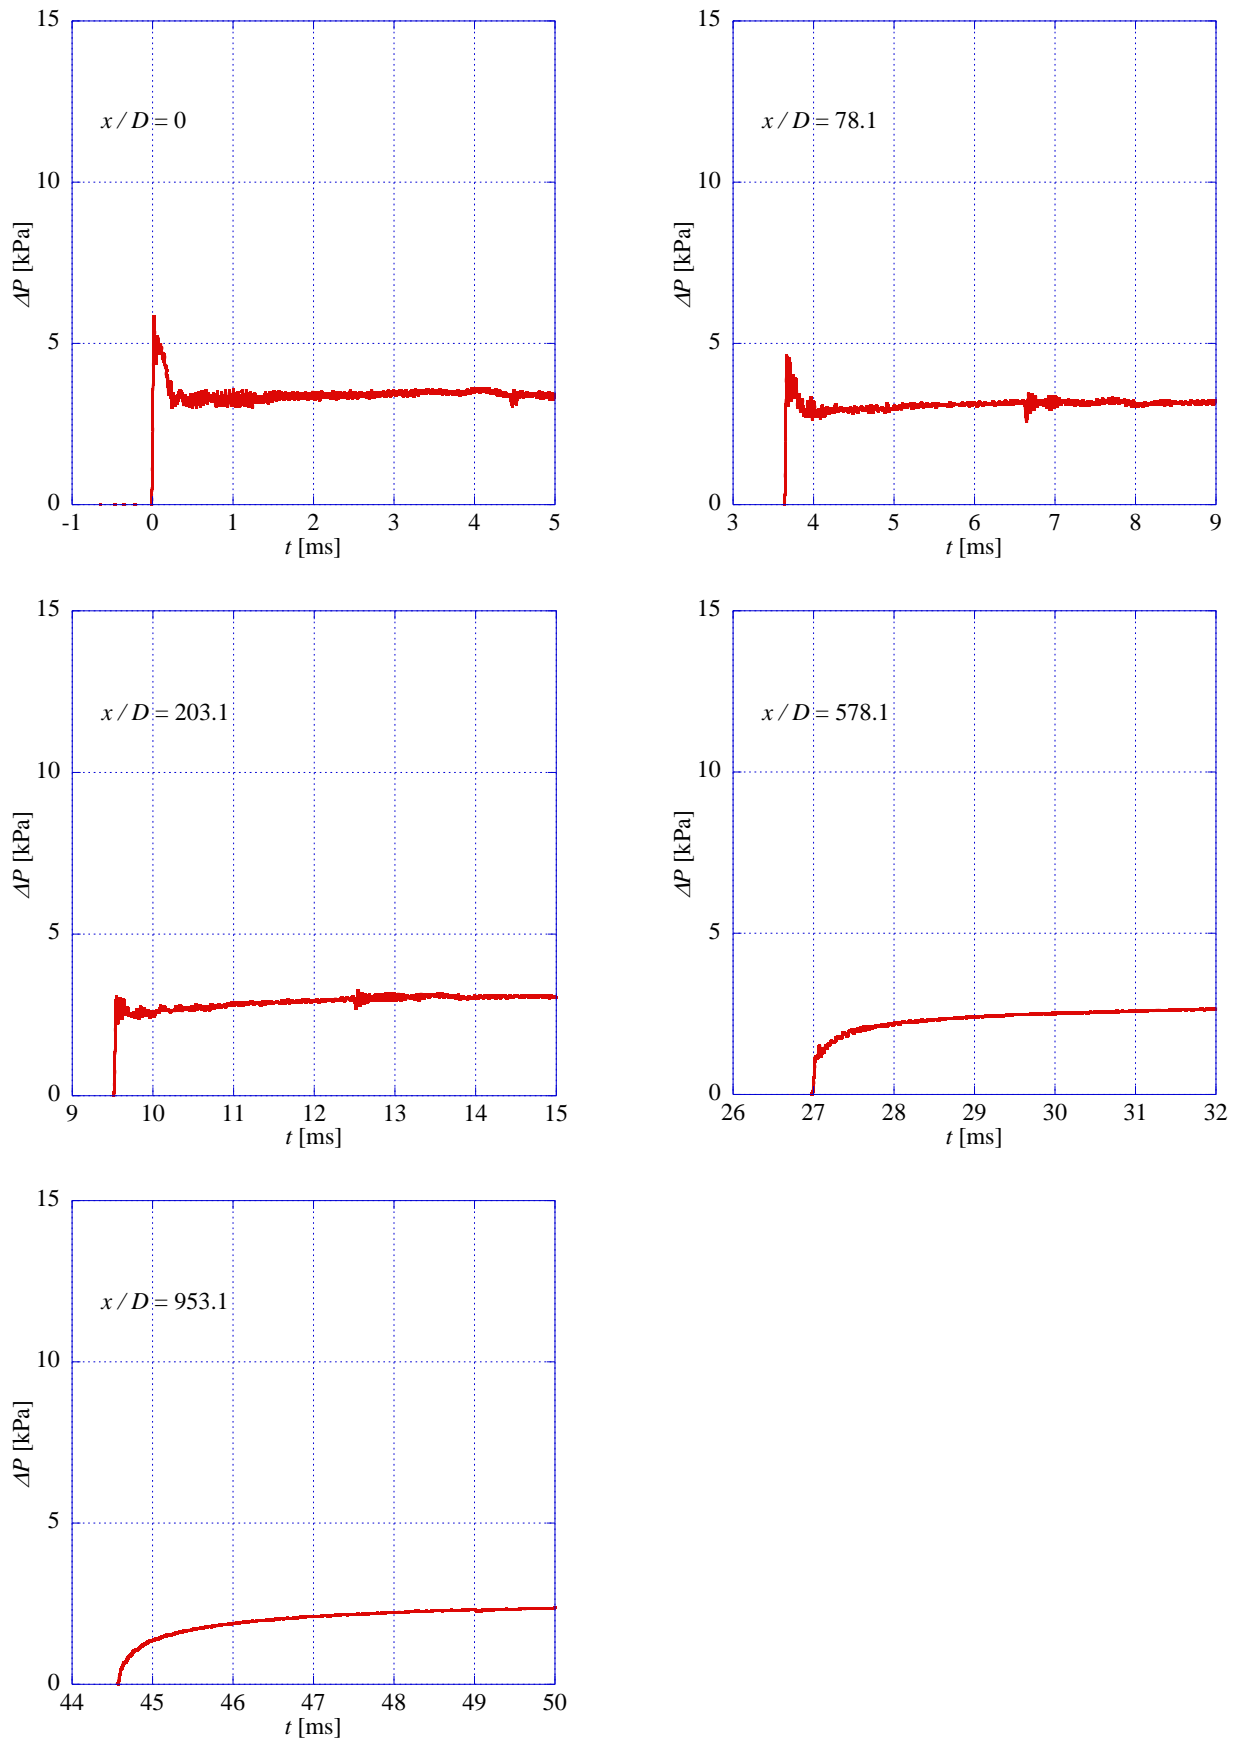 15
10
5
0
ΔP [kPa]
x / D = 0
-1 0 1 2 3 4 5
t [ms]
15
10
5
0
ΔP [kPa]
x / D = 78.1
3 4 5 6 7 8 9
t [ms]
15
10
5
0
ΔP [kPa]
x / D = 203.1
9 10 11 12 13 14 15
t [ms]
15
10
5
0
ΔP [kPa]
x / D = 578.1
26 27 28 29 30 31 32
t [ms]
15
10
5
0
ΔP [kPa]
x / D = 953.1
44 45 46 47 48 49 50
t [ms]